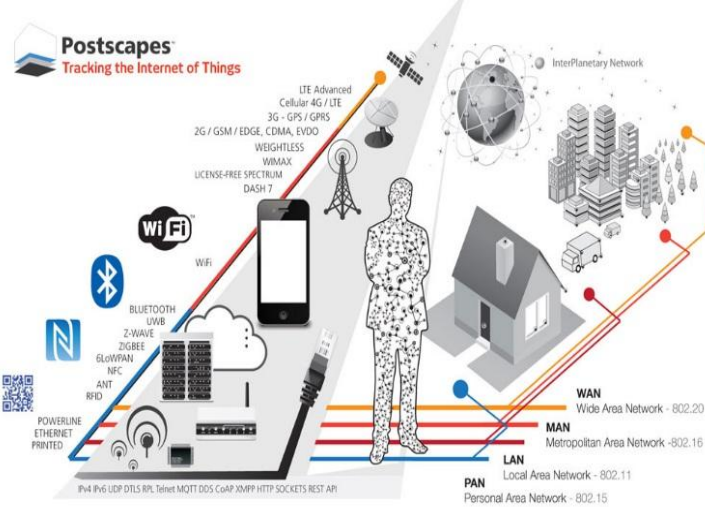 Postscapes™
Tracking the Internet of Things
InterPlanetary Network
LTE Advanced
Cellular 4G / LTE
3G - GPS / GPRS
2G / GSM / EDGE, CDMA, EVDO
WEIGHTLESS
WIMAX
LICENSE-FREE SPECTRUM
DASH 7
WiFi
WiFi
BLUETOOTH
UWB
Z-WAVE
ZIGBEE
6LoWPAN
NFC
ANT
RFID
POWERLINE
ETHERNET
PRINTED
IPv4 IPv6 UDP DTLS RPL Telnet MQTT DDS CoAP XMPP HTTP SOCKETS REST API
WAN
Wide Area Network - 802.20
MAN
Metropolitan Area Network -802.16
LAN
Local Area Network - 802.11
PAN
Personal Area Network - 802.15